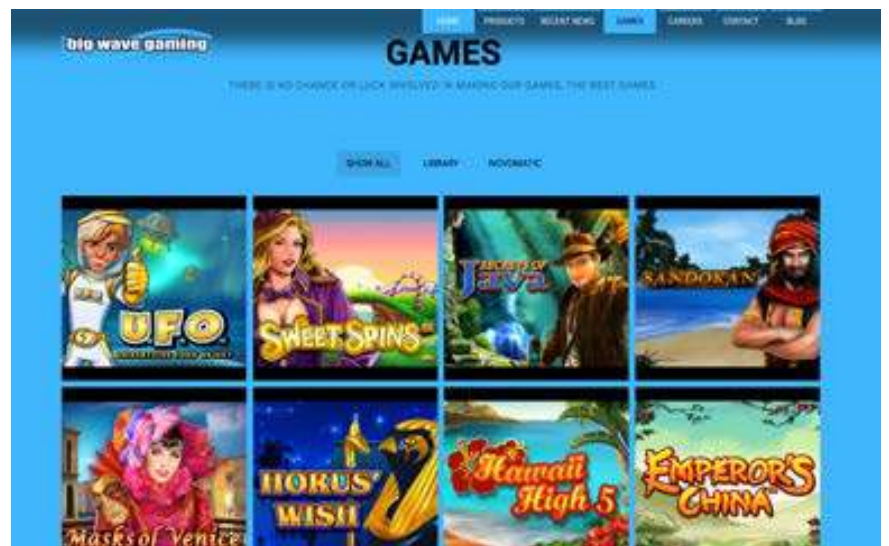 HOME PRODUCTS RECENT NEWS GAMES CAREERS CONTACT BLOG
big wave gaming
GAMES
THERE IS NO CHANCE OR LUCK INVOLVED IN MAKING OUR GAMES, THE BEST GAMES
SHOW ALL LIBRARY NOVOMATIC
U.F.O.
SWEET SPINS
SECRETS OF
Java
SANDOKAN
Masks of Venice
HORUS'
WISH
Hawaii
High 5
EMPEROR'S
CHINA